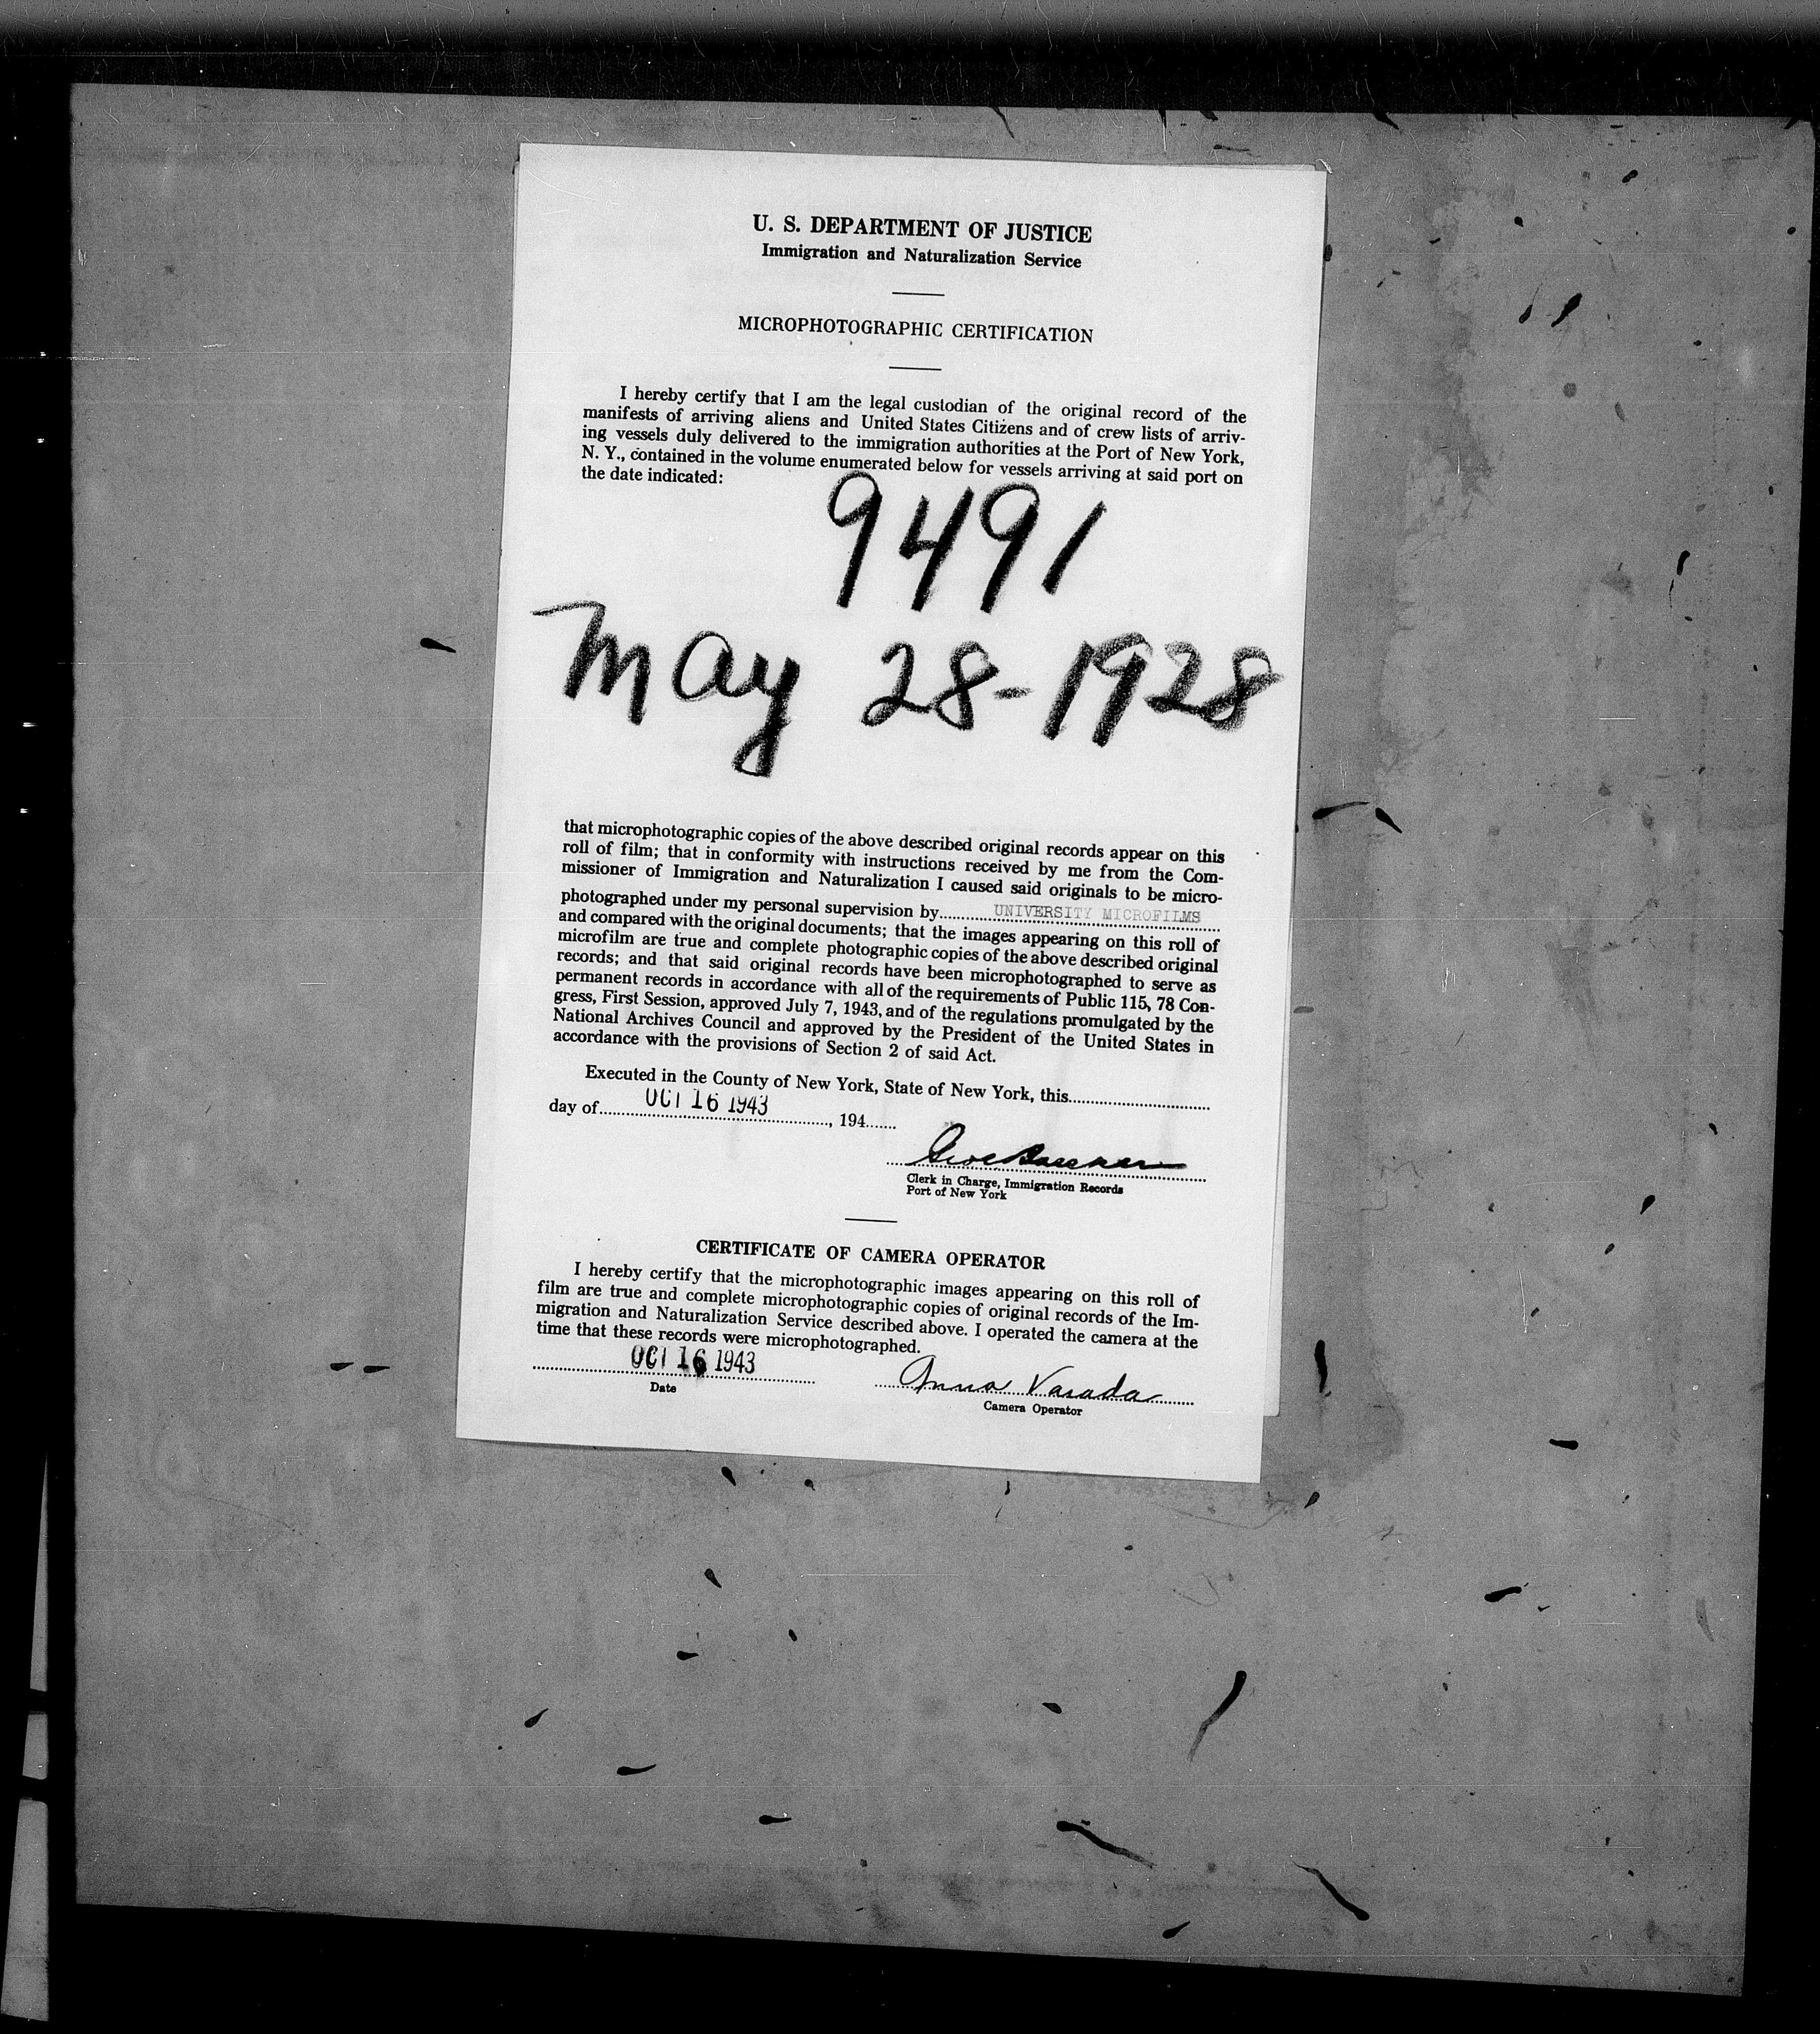 U. S. DEPARTMENT OF JUSTICE
Immigration and Naturalization Service
MICROPHOTOGRAPHIC CERTIFICATION
I hereby certify that I am the legal custodian of the original record of the
manifests of arriving aliens and United States Citizens and of crew lists of arriv-
ing vessels duly delivered to the immigration authorities at the Port of New York,
N. Y., contained in the volume enumerated below for vessels arriving at said port on
the date indicated:
9491
May 28-1928
that microphotographic copies of the above described original records appear on this
roll of film; that in conformity with instructions received by me from the Com-
missioner of Immigration and Naturalization I caused said originals to be micro-
photographed under my personal supervision by UNIVERSITY MICROFILMS
and compared with the original documents; that the images appearing on this roll of
microfilm are true and complete photographic copies of the above described original
records; and that said original records have been microphotographed to serve as
permanent records in accordance with all of the requirements of Public 115, 78 Con-
gress, First Session, approved July 7, 1943, and of the regulations promulgated by the
National Archives Council and approved by the President of the United States in
accordance with the provisions of Section 2 of said Act.
Executed in the County of New York, State of New York, this
day of OCT 16 1943, 194
Clerk in Charge, Immigration Records
Port of New York
CERTIFICATE OF CAMERA OPERATOR
I hereby certify that the microphotographic images appearing on this roll of
film are true and complete microphotographic copies of original records of the Im-
migration and Naturalization Service described above. I operated the camera at the
time that these records were microphotographed.
OCT 16 1943 Anna Varada
Date Camera Operator